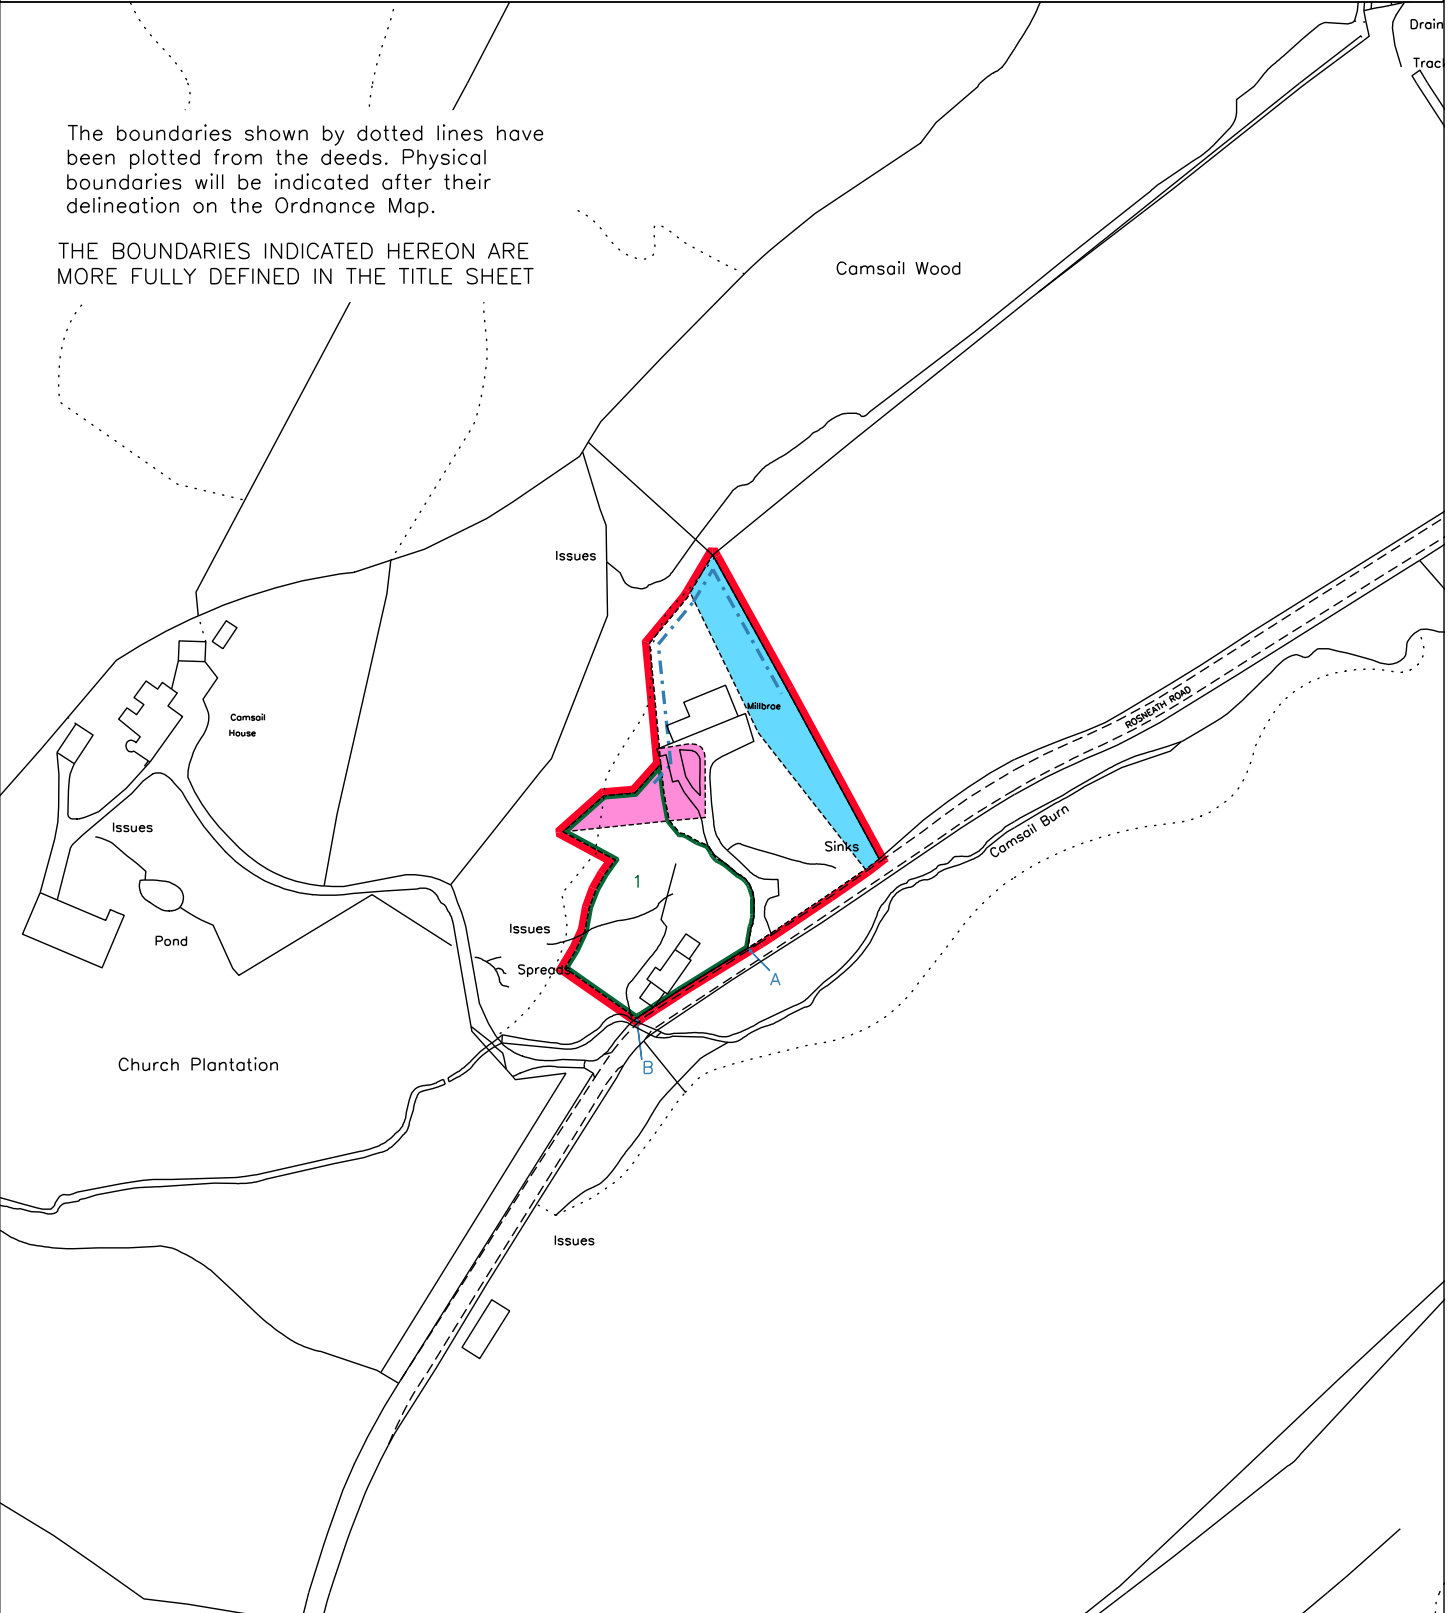 Drain
Track
The boundaries shown by dotted lines have
been plotted from the deeds. Physical
boundaries will be indicated after their
delineation on the Ordnance Map.
THE BOUNDARIES INDICATED HEREON ARE
MORE FULLY DEFINED IN THE TITLE SHEET
Camsail Wood
Issues
Millbrae
ROSNEATH ROAD
Camsail
House
Issues
Camsail Burn
Sinks
1
Issues
Pond
Spreads
A
Church Plantation
B
Issues